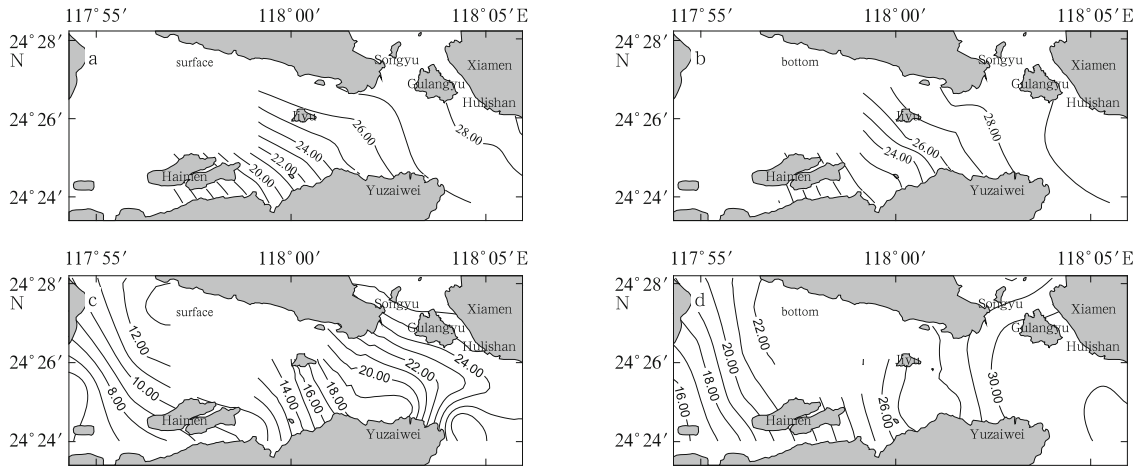 117°55′ 118°00′ 118°05′E
24°28′
N
24°26′
24°24′
a
surface
Songyu
Xiamen
Gulangyu
Hulishan
Jiyu
Haimen
Yuzaiwei
26.00
28.00
24.00
22.00
20.00
117°55′ 118°00′ 118°05′E
24°28′
N
24°26′
24°24′
b
bottom
Songyu
Xiamen
Gulangyu
Hulishan
Jiyu
Haimen
Yuzaiwei
28.00
26.00
24.00
117°55′ 118°00′ 118°05′E
24°28′
N
24°26′
24°24′
c
surface
Songyu
Xiamen
Gulangyu
Hulishan
Haimen
Yuzaiwei
12.00
10.00
8.00
14.00
16.00
18.00
20.00
22.00
24.00
117°55′ 118°00′ 118°05′E
24°28′
N
24°26′
24°24′
d
bottom
Songyu
Xiamen
Gulangyu
Hulishan
Jiyu
Haimen
Yuzaiwei
22.00
20.00
18.00
16.00
26.00
30.00